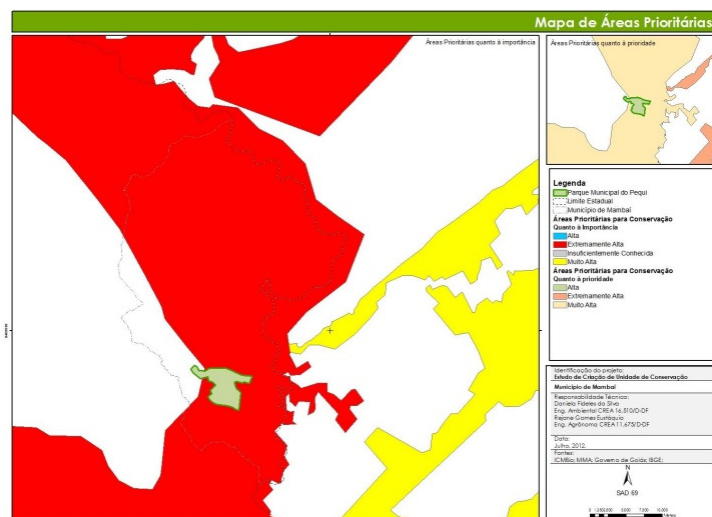 Mapa de Áreas Prioritárias
Áreas Prioritárias quanto à importância
Áreas Prioritárias quanto à prioridade
Legenda
Parque Municipal do Pequi
Limite Estadual
Município de Mambaí
Áreas Prioritárias para Conservação
Quanto à Importância
Alta
Extremamente Alta
Insuficientemente Conhecida
Muito Alta
Áreas Prioritárias para Conservação
Quanto à prioridade
Alta
Extremamente Alta
Muito Alta
Identificação do projeto:
Estudo de Criação de Unidade de Conservação
Município de Mambaí
Responsabilidade Técnica:
Daniela Fideles da Silva
Eng. Ambiental CREA 16.510/D-DF
Rejane Gomes Eustáquio
Eng. Agrônoma CREA 11.675/D-DF
Data:
Julho, 2012.
Fontes:
ICMBio; MMA; Governo de Goiás; IBGE;
N
SAD 69